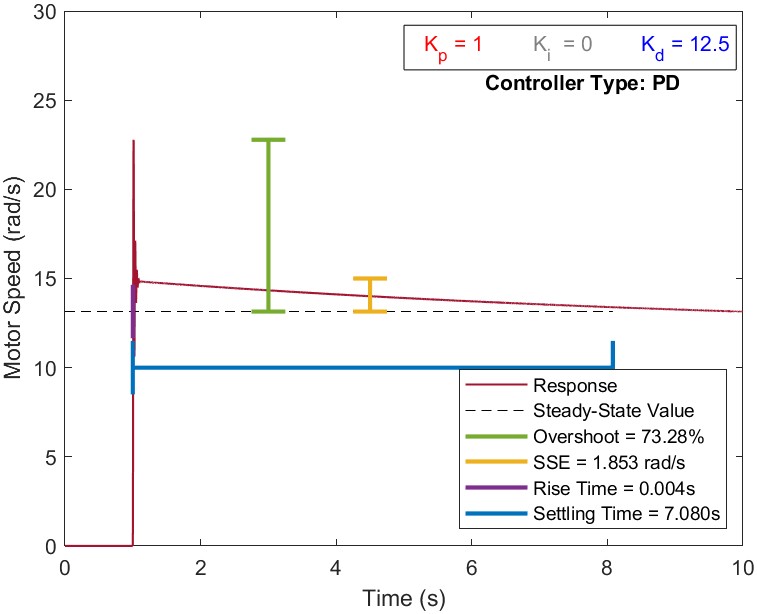 30
25
20
15
10
5
0
Motor Speed (rad/s)
Kp = 1 Ki = 0 Kd = 12.5
Controller Type: PD
Response
Steady-State Value
Overshoot = 73.28%
SSE = 1.853 rad/s
Rise Time = 0.004s
Settling Time = 7.080s
0 2 4 6 8 10
Time (s)